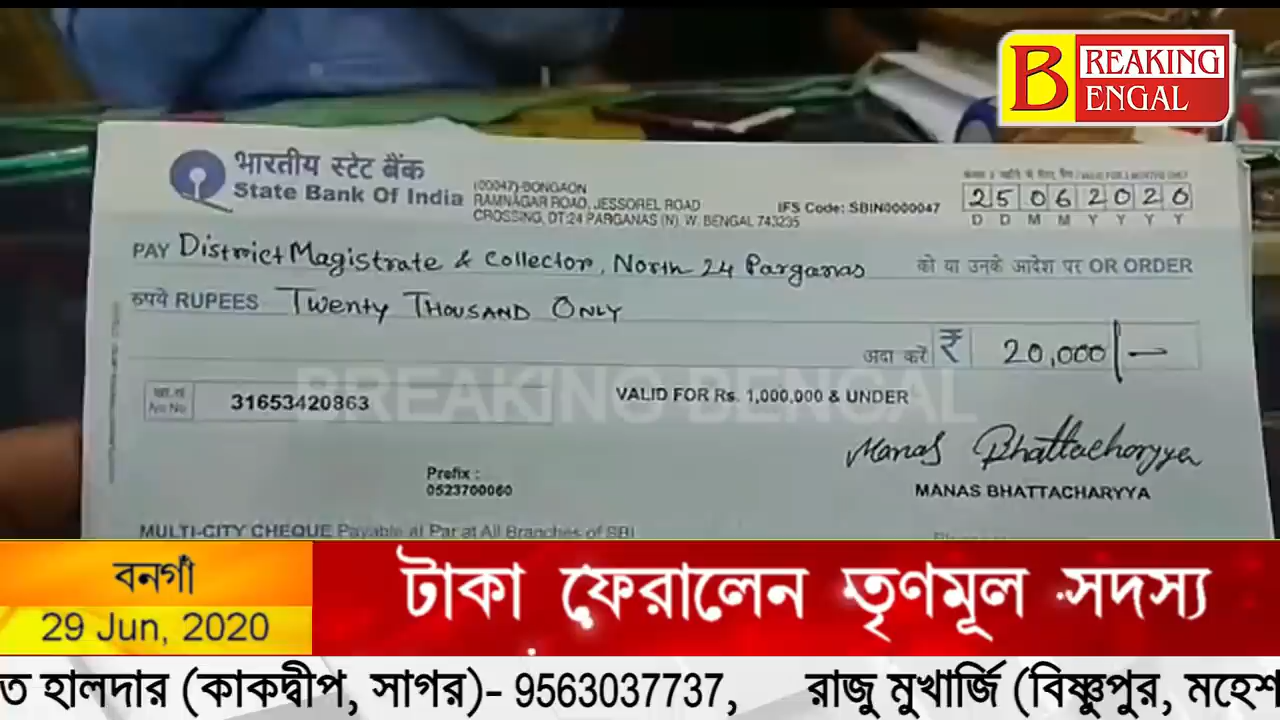 BREAKING
BENGAL
भारतीय स्टेट बैंक
State Bank Of India
(00047)-BONGAON
RAMNAGAR ROAD, JESSOREL ROAD
CROSSING, DT:24 PARGANAS (N). W. BENGAL 743235
IFS Code: SBIN0000047
25062020
D D M M Y Y Y Y
PAY District Magistrate & Collector, North 24 Parganas को या उनके आदेश पर OR ORDER
रुपये RUPEES Twenty THOUSAND ONLY
अदा करें ₹ 20,000/-
BREAKING BENGAL
31653420863
VALID FOR Rs. 1,000,000 & UNDER
Manas Bhattacharyya
MANAS BHATTACHARYYA
Prefix :
0523700060
MULTI-CITY CHEQUE Payable at Par at All Branches of SBI
বনগাঁ
29 Jun, 2020
টাকা ফেরালেন তৃণমূল সদস্য
ত হালদার (কাকদ্বীপ, সাগর)- 9563037737, রাজু মুখার্জি (বিষ্ণুপুর, মহেশ